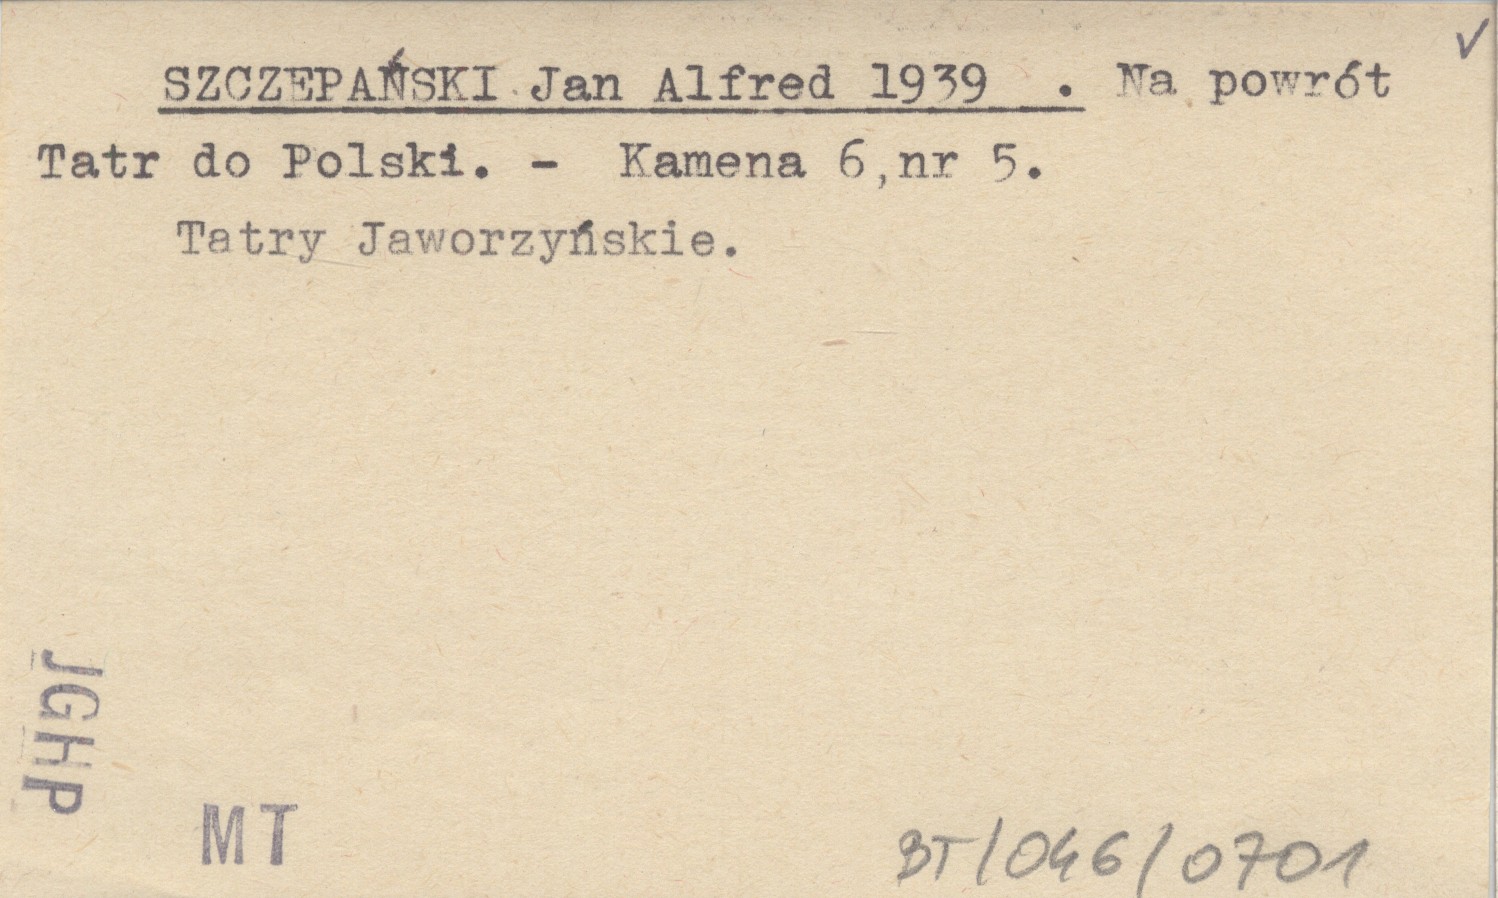 SZCZEPAŃSKI Jan Alfred 1939 . Na powrót
Tatr do Polski. - Kamena 6,nr 5.
Tatry Jaworzyńskie.
JGHP
MT
BT/046/0701